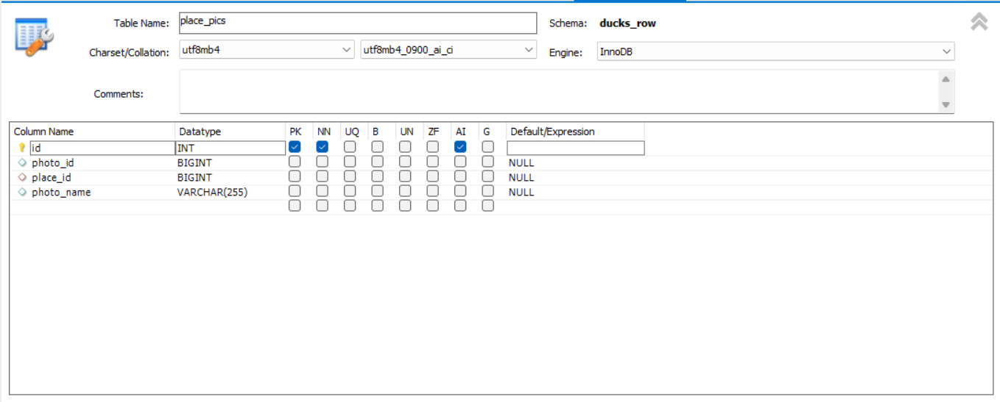 Table Name: place_pics Schema: ducks_row
Charset/Collation: utf8mb4 utf8mb4_0900_ai_ci Engine: InnoDB
Comments:
Column Name Datatype PK NN UQ B UN ZF AI G Default/Expression
id INT
photo_id BIGINT NULL
place_id BIGINT NULL
photo_name VARCHAR(255) NULL